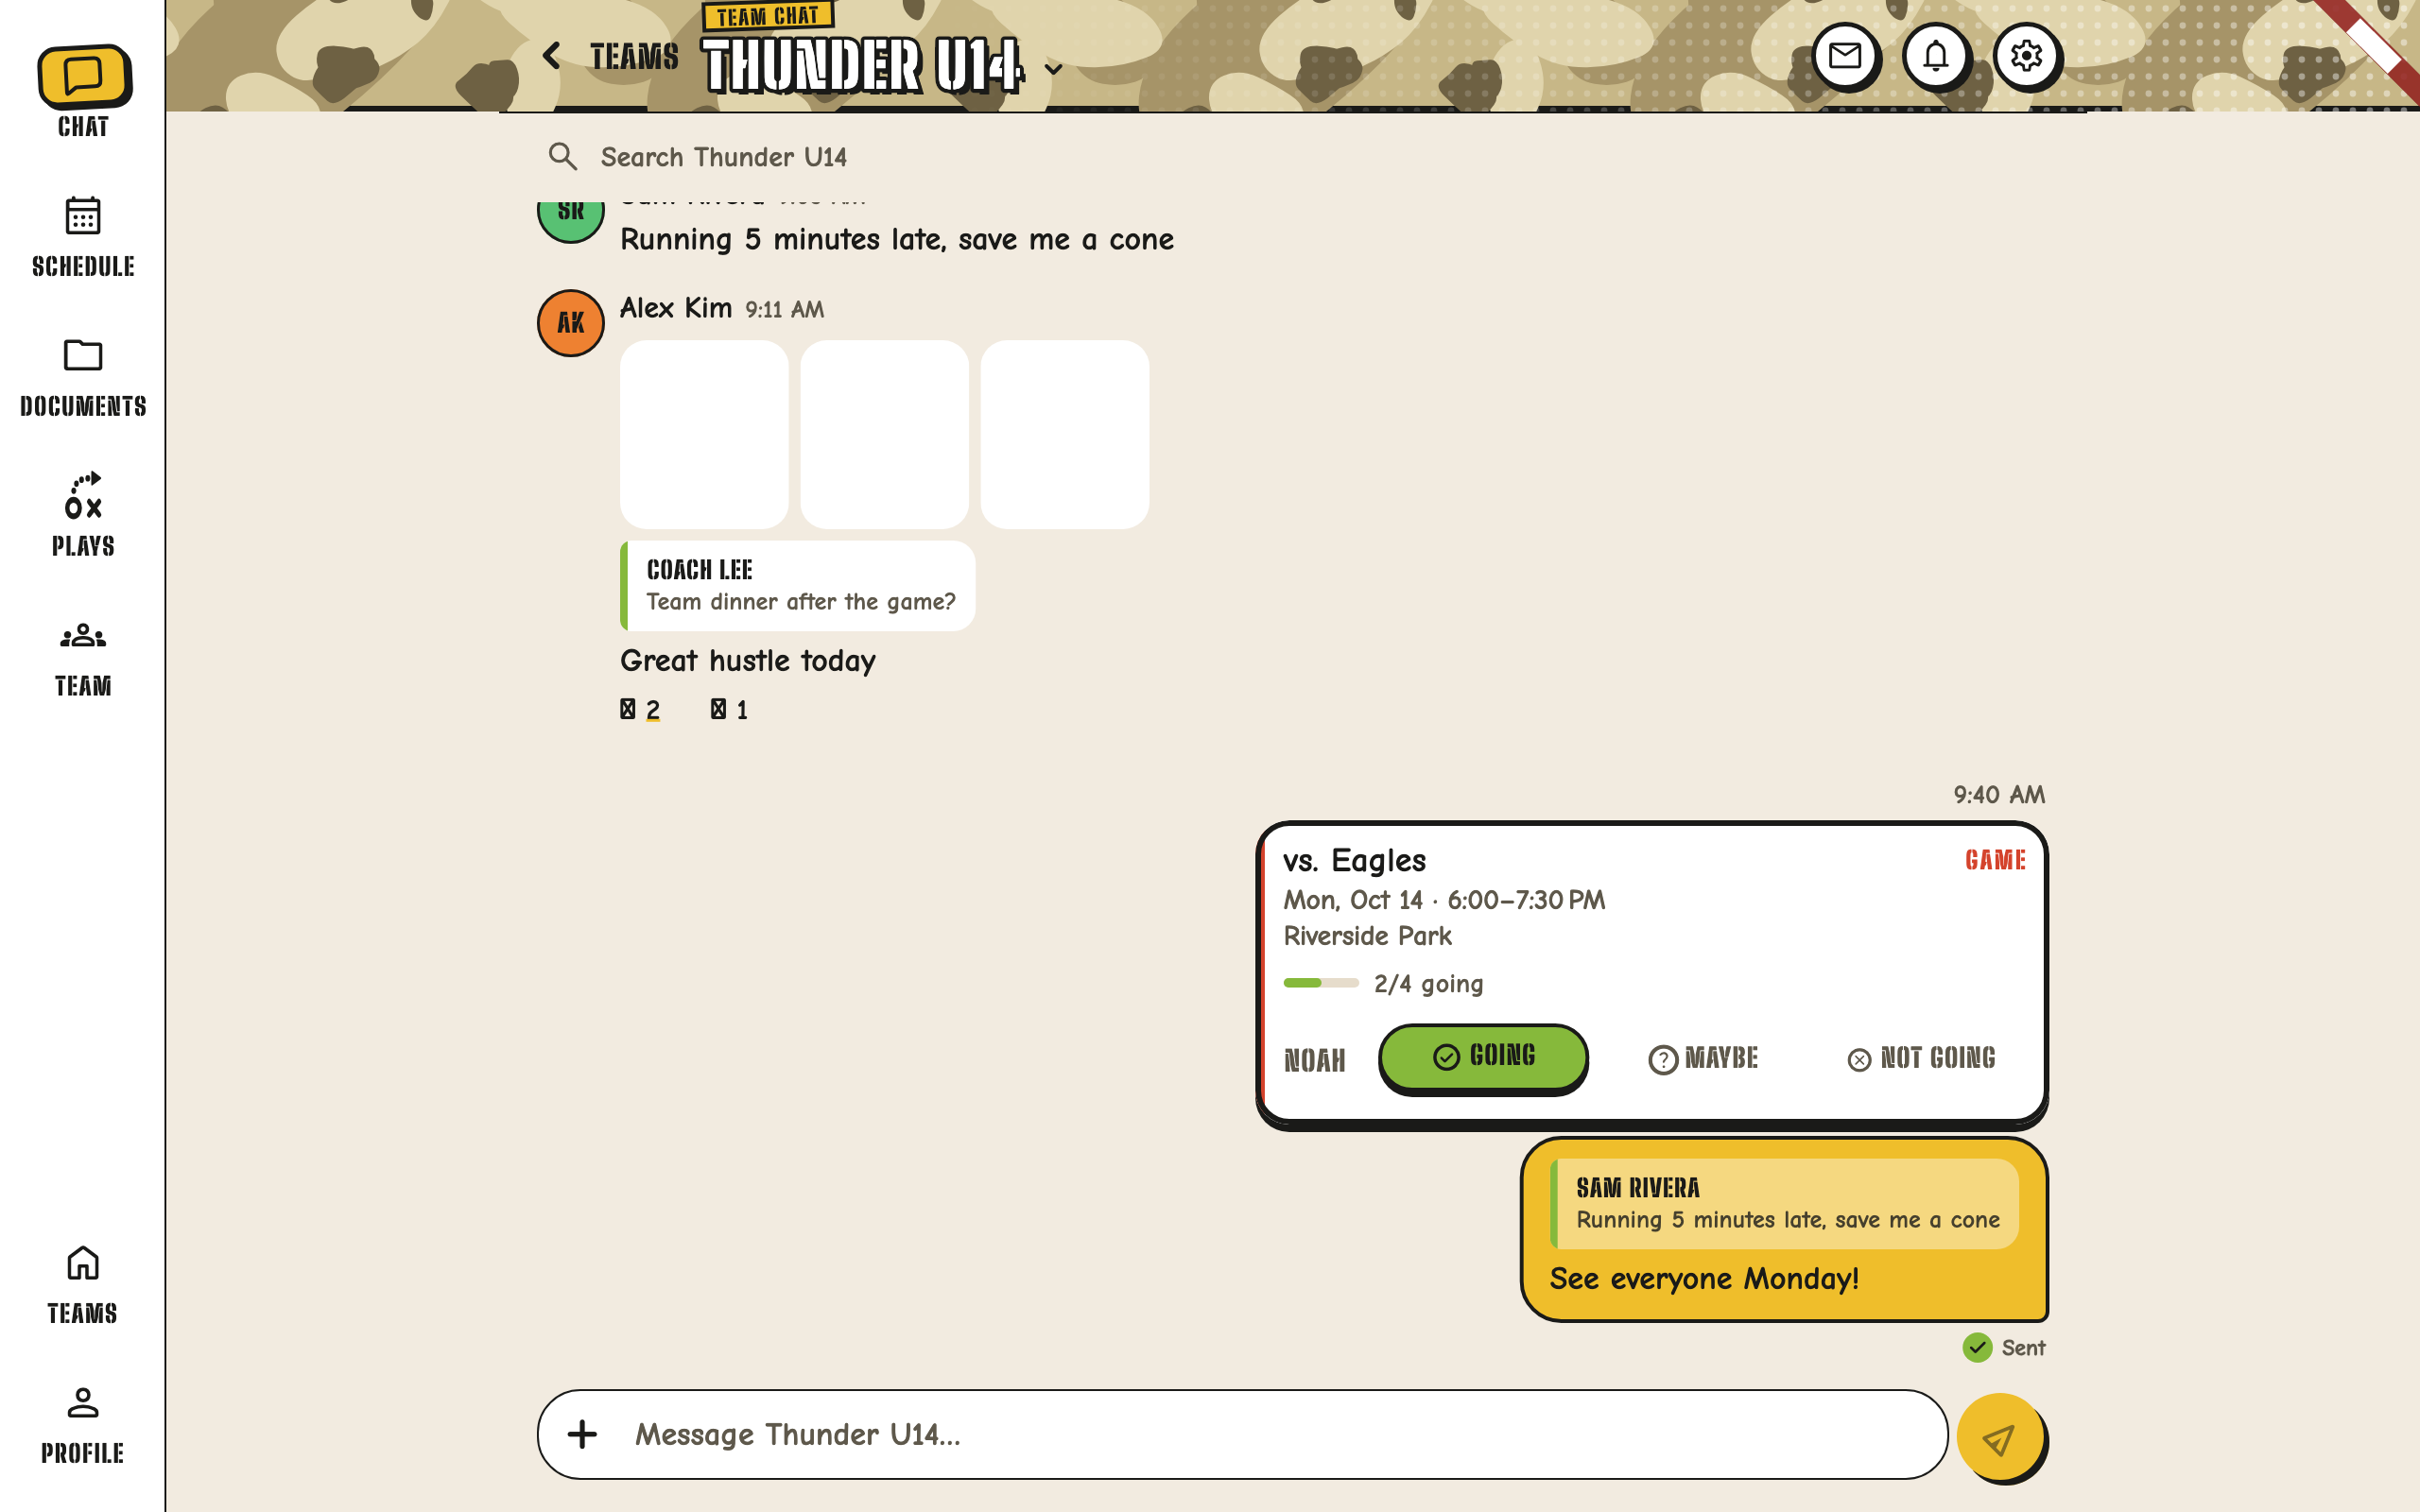 TEAM CHAT
TEAMS
THUNDER U14
CHAT
SCHEDULE
DOCUMENTS
PLAYS
TEAM
TEAMS
PROFILE
Search Thunder U14
SR
Running 5 minutes late, save me a cone
AK
Alex Kim 9:11 AM
COACH LEE
Team dinner after the game?
Great hustle today
2 1
9:40 AM
vs. Eagles GAME
Mon, Oct 14 · 6:00–7:30 PM
Riverside Park
2/4 going
NOAH GOING MAYBE NOT GOING
SAM RIVERA
Running 5 minutes late, save me a cone
See everyone Monday!
Sent
Message Thunder U14...